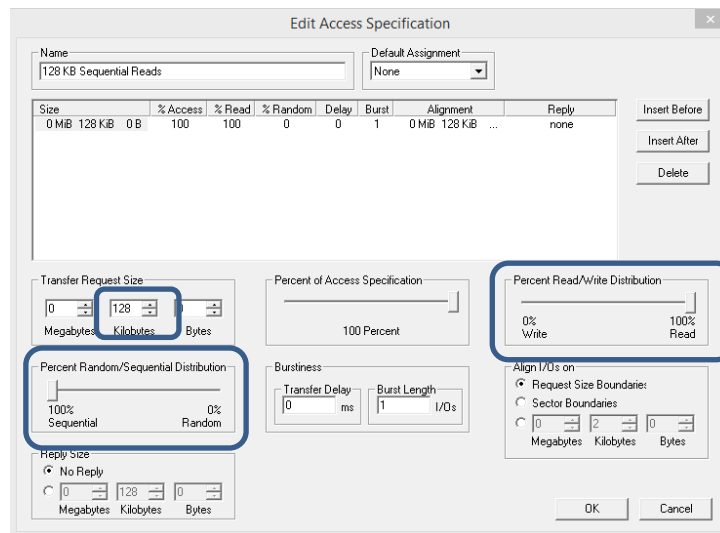 Edit Access Specification
Name
Default Assignment
128 KB Sequential Reads
None
Size % Access % Read % Random Delay Burst Alignment Reply
0 MiB 128 KiB 0 B 100 100 0 0 1 0 MiB 128 KiB ... none
Insert Before
Insert After
Delete
Transfer Request Size
0 128 0
Megabytes Kilobytes Bytes
Percent of Access Specification
100 Percent
Percent Read/Write Distribution
0% 100%
Write Read
Percent Random/Sequential Distribution
100% 0%
Sequential Random
Burstiness
Transfer Delay Burst Length
0 ms 1 I/Os
Align I/Os on
Request Size Boundaries
Sector Boundaries
0 2 0
Megabytes Kilobytes Bytes
Reply Size
No Reply
0 128 0
Megabytes Kilobytes Bytes
OK Cancel